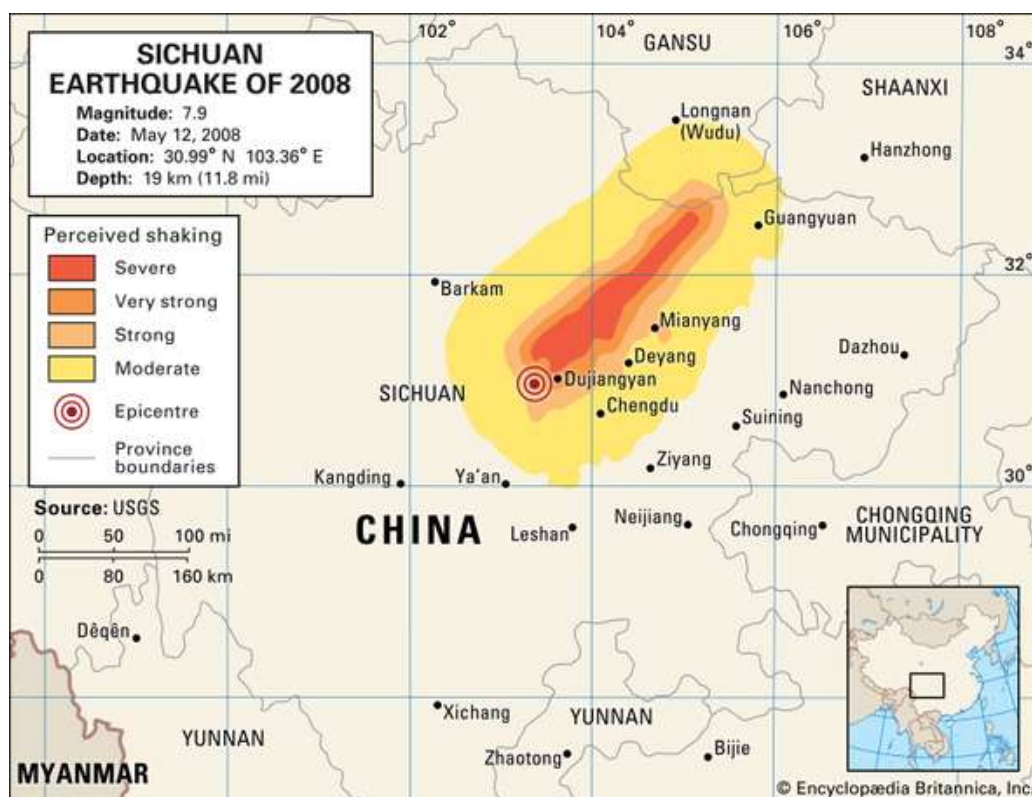 SICHUAN
EARTHQUAKE OF 2008
Magnitude: 7.9
Date: May 12, 2008
Location: 30.99° N 103.36° E
Depth: 19 km (11.8 mi)
Perceived shaking
Severe
Very strong
Strong
Moderate
Epicentre
Province
boundaries
Source: USGS
0 50 100 mi
0 80 160 km
102° 104° 106° 108°
GANSU
34°
SHAANXI
Longnan
(Wudu)
Hanzhong
Guangyuan
32°
Barkam
Mianyang
Dazhou
Deyang
Dujiangyan
SICHUAN
Nanchong
Chengdu
Suining
Ziyang
Kangding
Ya'an
30°
CHINA
Leshan
Neijiang
Chongqing
CHONGQING
MUNICIPALITY
Dêqên
Xichang
YUNNAN
YUNNAN
Zhaotong
Bijie
MYANMAR
© Encyclopædia Britannica, Inc